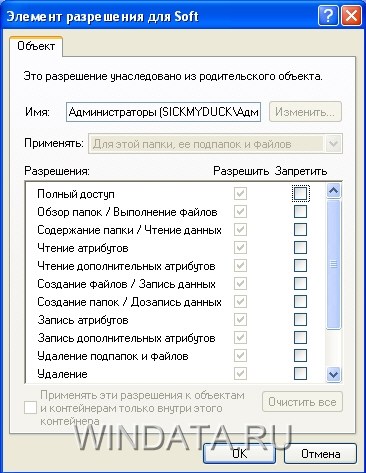 Элемент разрешения для Soft
Объект
Это разрешение унаследовано из родительского объекта.
Имя: Администраторы (SICKMYDUCK\Адм Изменить...
Применять: Для этой папки, ее подпапок и файлов
Разрешения: Разрешить Запретить
Полный доступ
Обзор папок / Выполнение файлов
Содержание папки / Чтение данных
Чтение атрибутов
Чтение дополнительных атрибутов
Создание файлов / Запись данных
Создание папок / Дозапись данных
Запись атрибутов
Запись дополнительных атрибутов
Удаление подпапок и файлов
Удаление
Применять эти разрешения к объектам
и контейнерам только внутри этого
контейнера
Очистить все
WINDATA.RU
OK Отмена